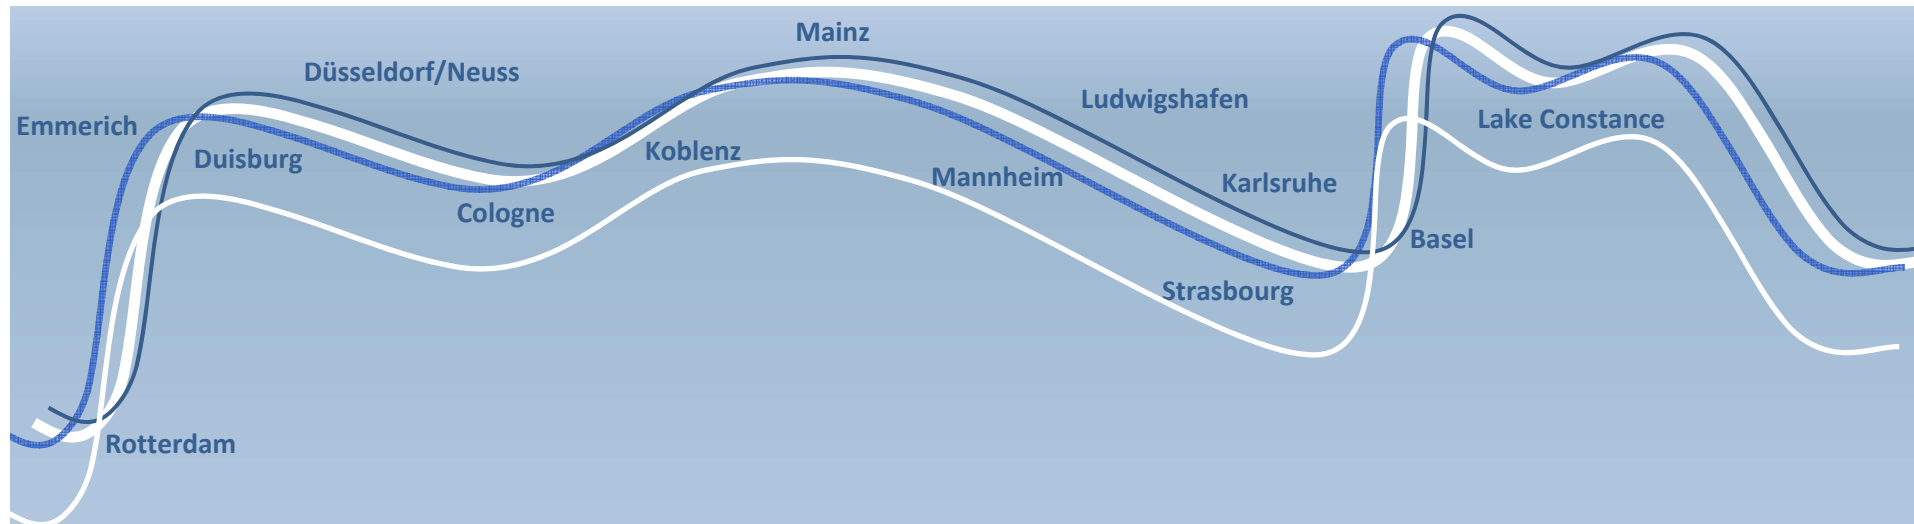 Mainz
Düsseldorf/Neuss
Ludwigshafen
Emmerich
Lake Constance
Duisburg
Koblenz
Mannheim
Karlsruhe
Cologne
Basel
Strasbourg
Rotterdam